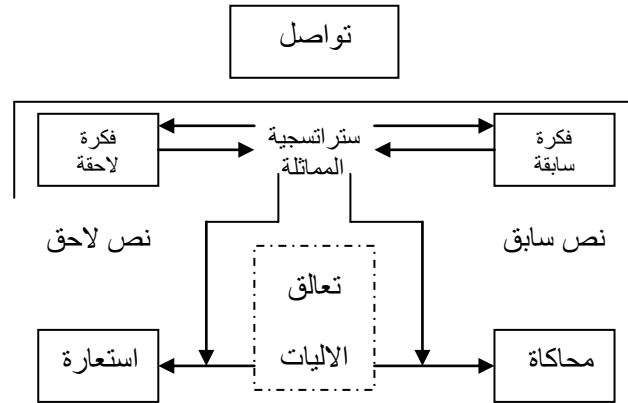 تواصل
فكرة
سابقة
ستراتسجية
المماثلة
فكرة
لاحقة
نص سابق
نص لاحق
تعالق
الاليات
محاكاة
استعارة